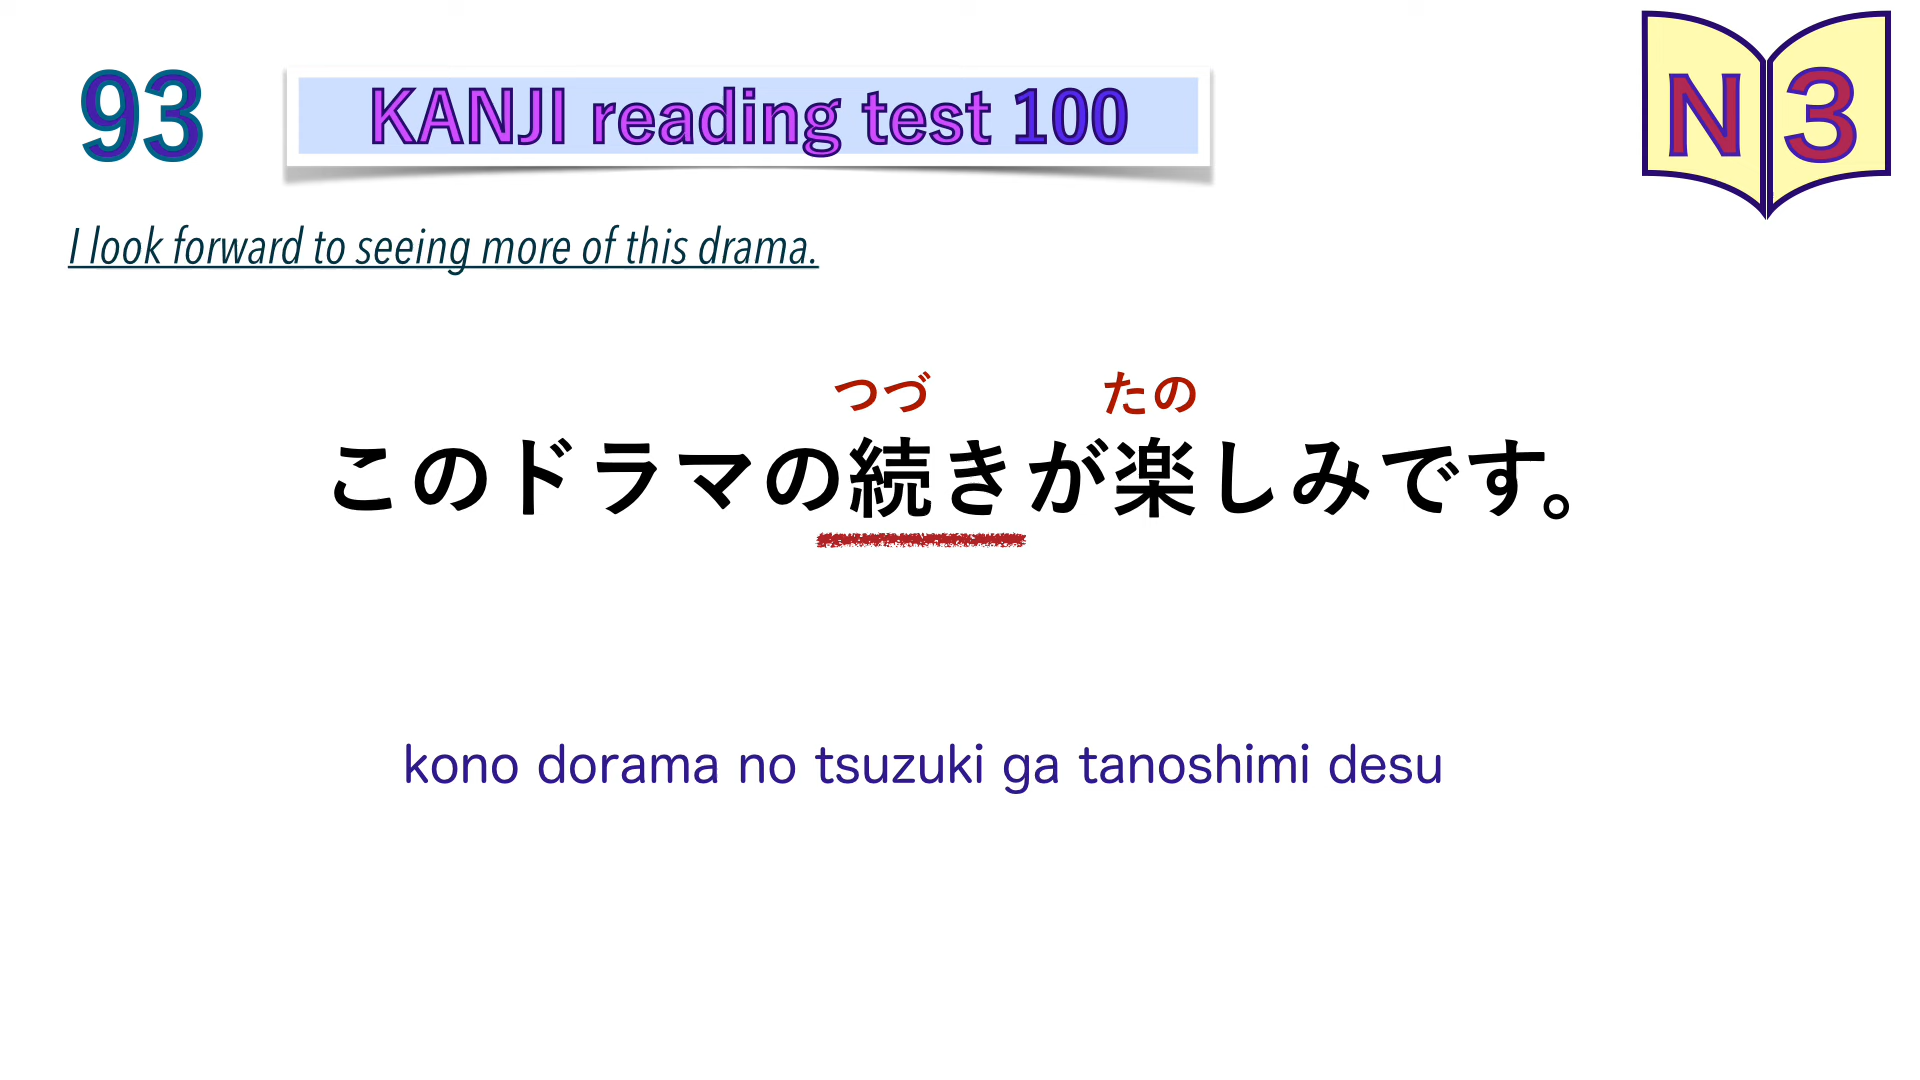 93
KANJI reading test 100
N3
I look forward to seeing more of this drama.
つづ たの
このドラマの続きが楽しみです。
kono dorama no tsuzuki ga tanoshimi desu